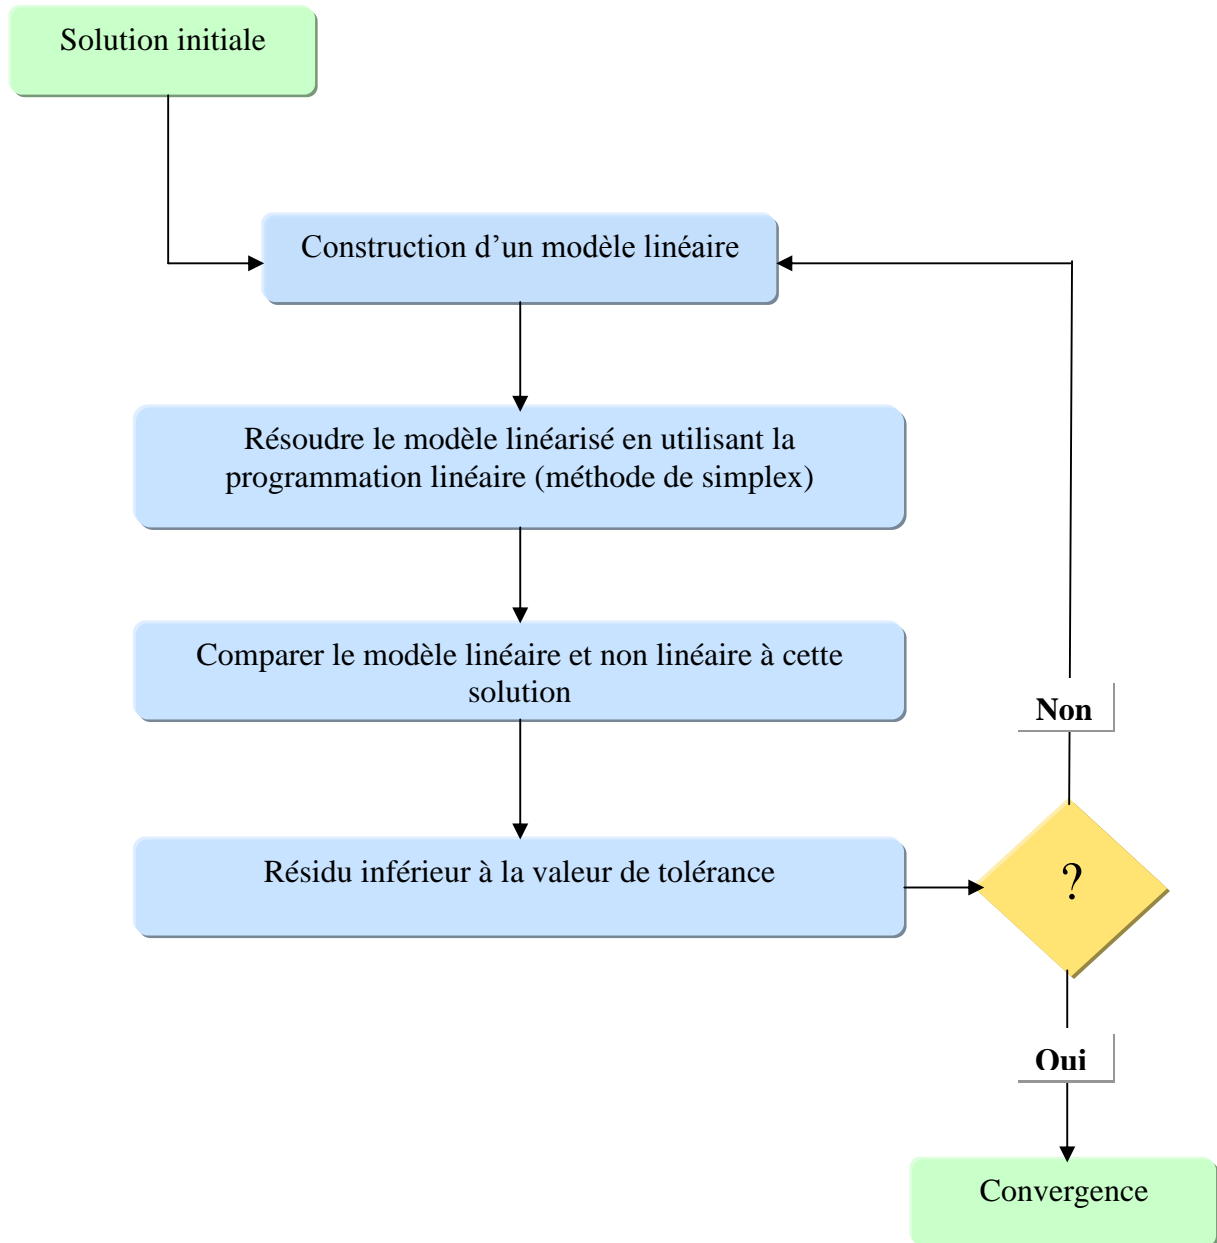 Solution initiale
Construction d’un modèle linéaire
Résoudre le modèle linéarisé en utilisant la
programmation linéaire (méthode de simplex)
Comparer le modèle linéaire et non linéaire à cette
solution
Non
Résidu inférieur à la valeur de tolérance
?
Oui
Convergence